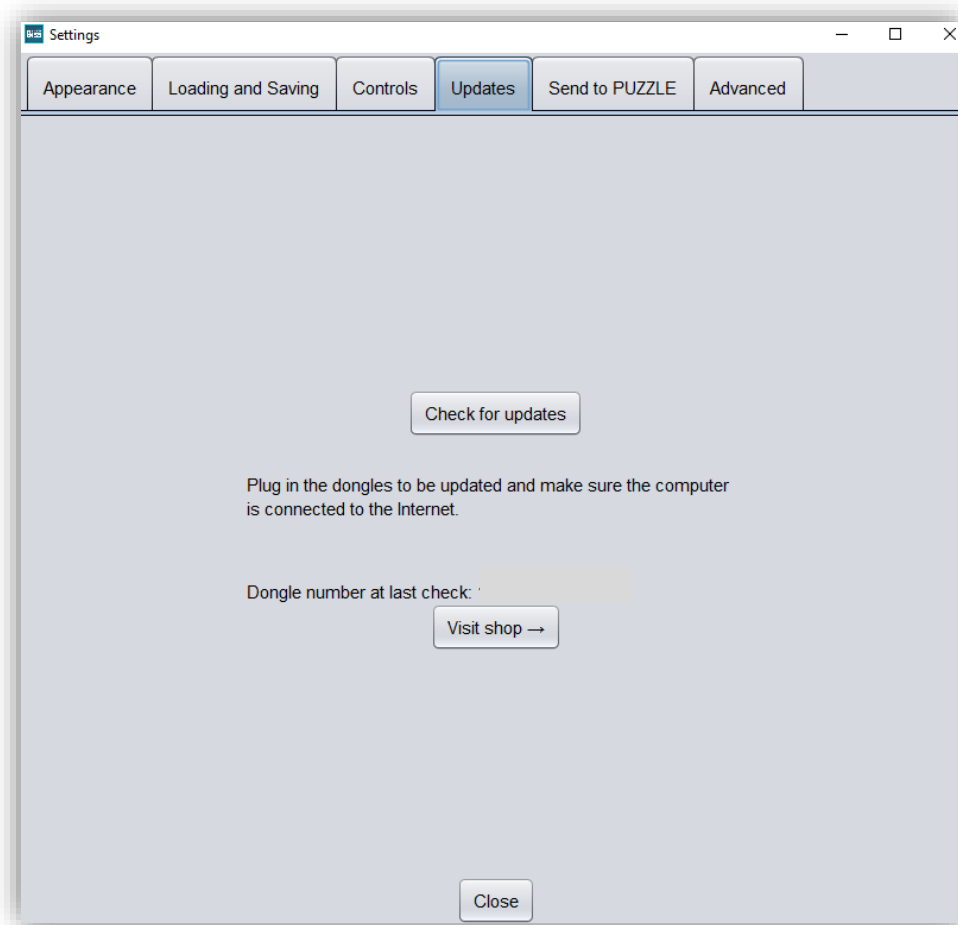 Settings
Appearance Loading and Saving Controls Updates Send to PUZZLE Advanced
Check for updates
Plug in the dongles to be updated and make sure the computer
is connected to the Internet.
Dongle number at last check:
Visit shop →
Close